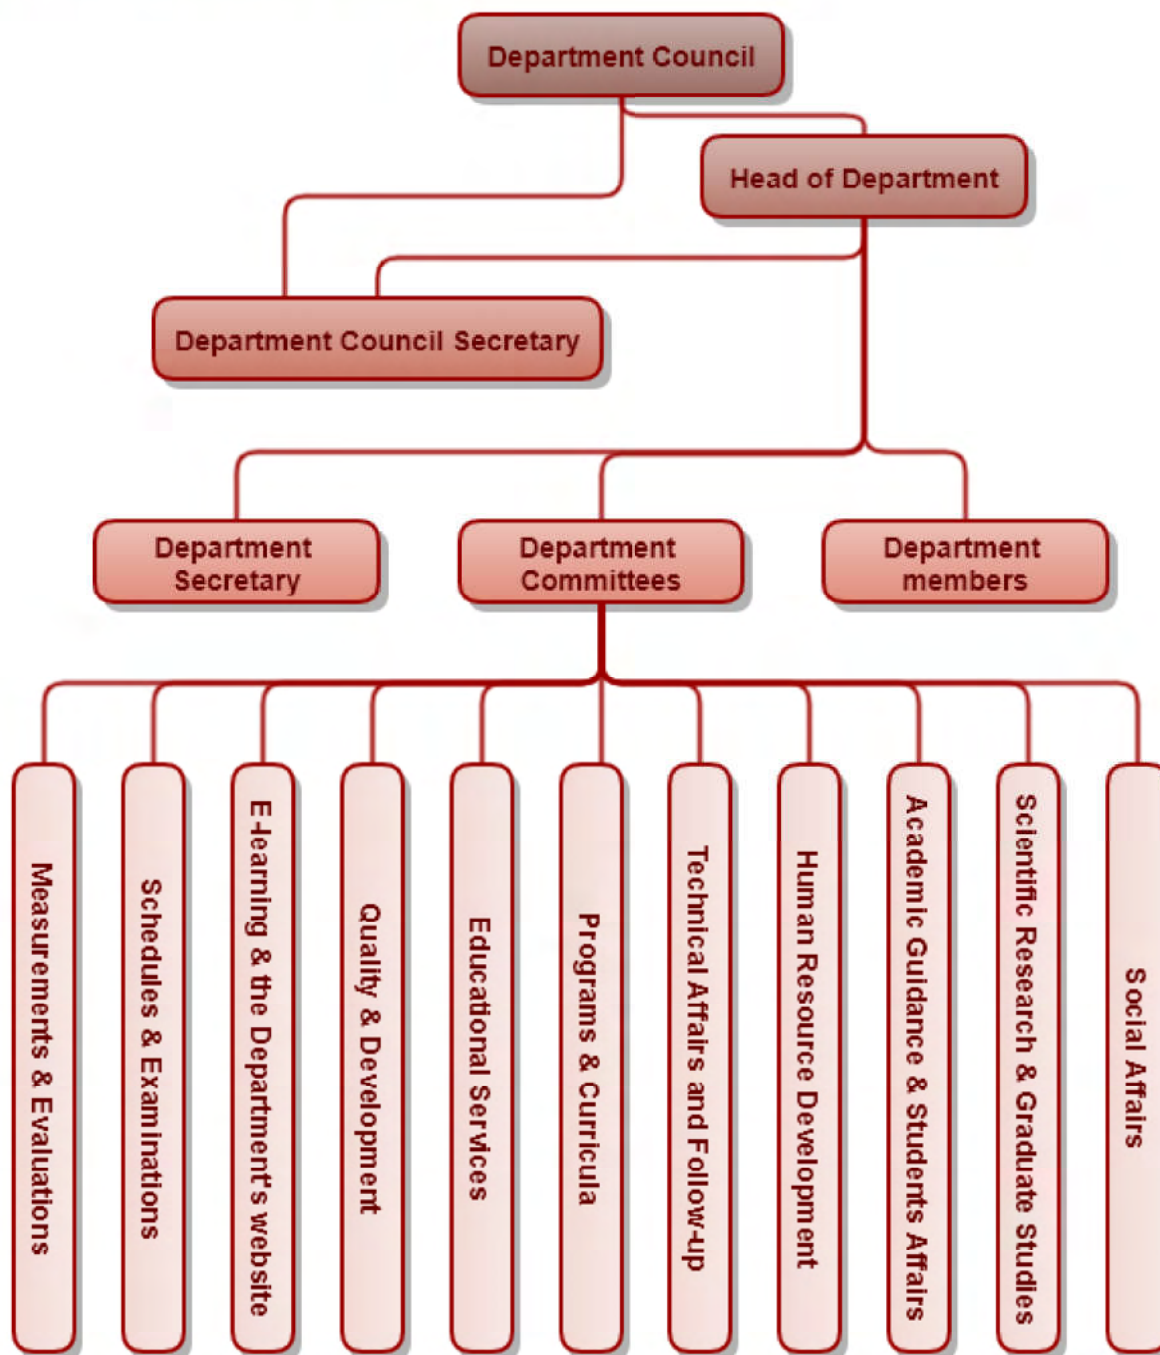 Department Council
Head of Department
Department Council Secretary
Department
Secretary
Department
Committees
Department
members
Measurements & Evaluations
Schedules & Examinations
E-learning & the Department's website
Quality & Development
Educational Services
Programs & Curricula
Technical Affairs and Follow-up
Human Resource Development
Academic Guidance & Students Affairs
Scientific Research & Graduate Studies
Social Affairs